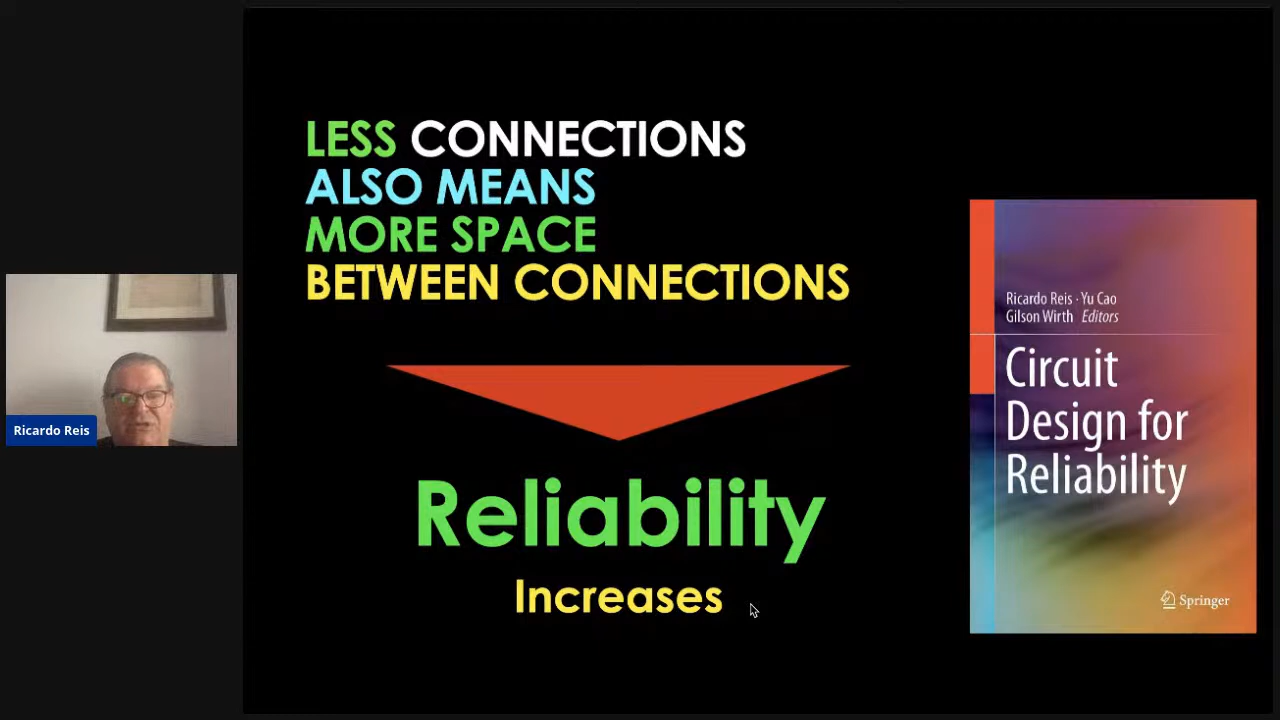 LESS CONNECTIONS
ALSO MEANS
MORE SPACE
BETWEEN CONNECTIONS
Reliability
Increases
Ricardo Reis · Yu Cao
Gilson Wirth Editors
Circuit
Design for
Reliability
Springer
Ricardo Reis